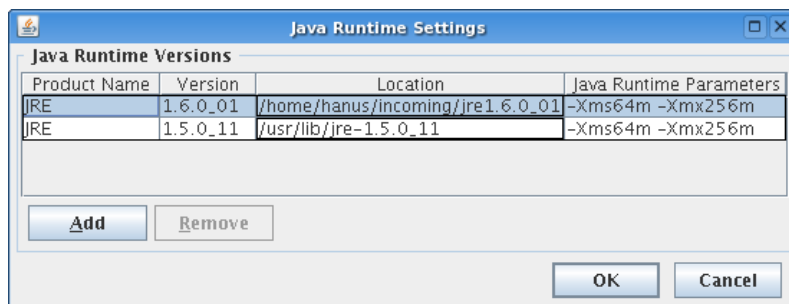 Java Runtime Settings
Java Runtime Versions
Product Name Version Location Java Runtime Parameters
JRE 1.6.0_01 /home/hanus/incoming/jre1.6.0_01 -Xms64m -Xmx256m
JRE 1.5.0_11 /usr/lib/jre-1.5.0_11 -Xms64m -Xmx256m
Add Remove
OK Cancel